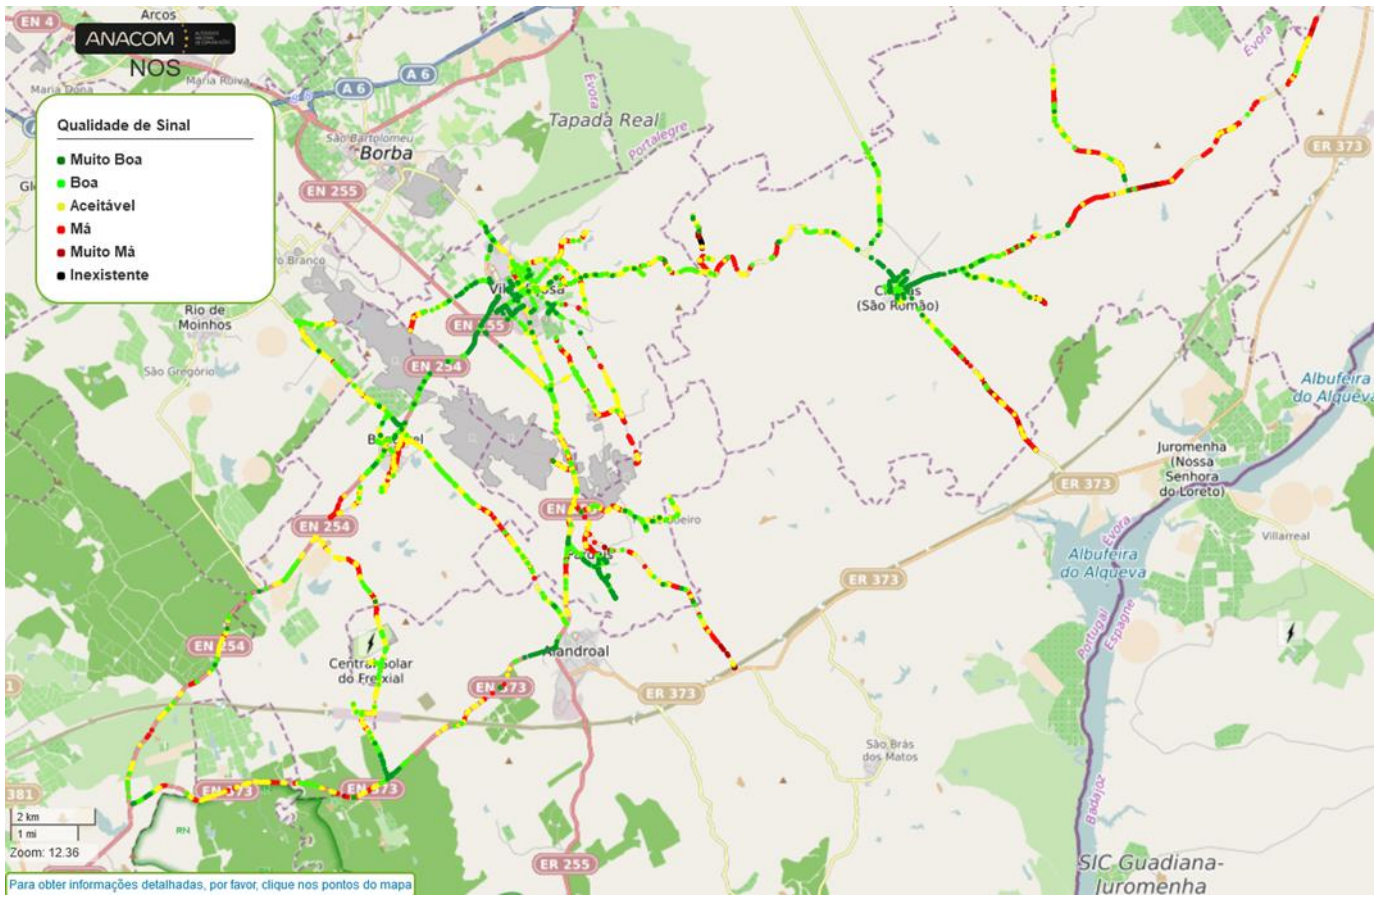 EN 4
Arcos
ANACOM
NOS
Maria Ruiva
Maria Dona
A 6
A 6
Qualidade de Sinal
Muito Boa
Boa
Aceitável
Má
Muito Má
Inexistente
São Bartolomeu
Borba
EN 255
Évora
Portalegre
Tapada Real
Évora
ER 373
Rio de
Moinhos
São Gregório
EN 254
(São Romão)
Albufeira
do Alqueva
Juromenha
(Nossa
Senhora
do Loreto)
ER 373
Villarreal
Évora
Albufeira
do Alqueva
Portugal
Espagne
EN 254
ER 373
EN 254
Central Solar
do Freixial
Alandroal
EN 373
ER 373
São Brás
dos Matos
Badajoz
381
EN 373
EN 373
RN
2 km
1 mi
Zoom: 12.36
ER 255
SIC Guadiana-
Juromenha
Para obter informações detalhadas, por favor, clique nos pontos do mapa